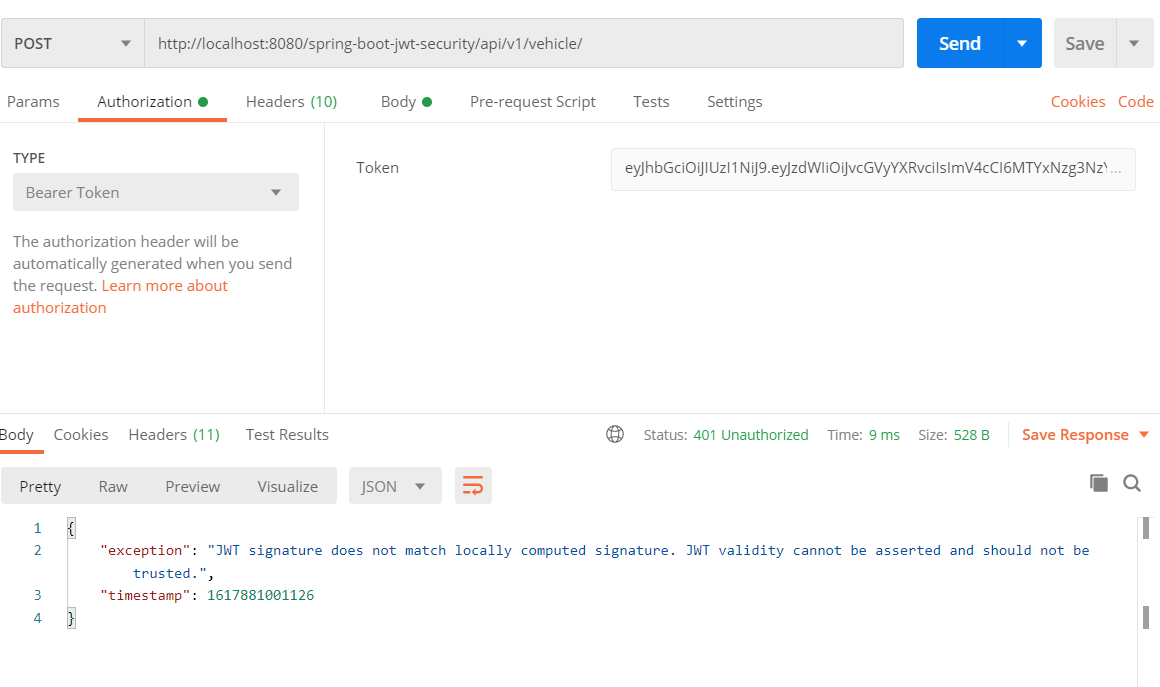 POST http://localhost:8080/spring-boot-jwt-security/api/v1/vehicle/ Send Save
Params Authorization Headers (10) Body Pre-request Script Tests Settings Cookies Code
TYPE
Bearer Token
The authorization header will be
automatically generated when you send
the request. Learn more about
authorization
Token eyJhbGciOiJIUzI1NiJ9.eyJzdWIiOiJvcGVyYXRvciIsImV4cCI6MTYxNzg3Nz...
Body Cookies Headers (11) Test Results Status: 401 Unauthorized Time: 9 ms Size: 528 B Save Response
Pretty Raw Preview Visualize JSON
1 {
2 "exception": "JWT signature does not match locally computed signature. JWT validity cannot be asserted and should not be
trusted.",
3 "timestamp": 1617881001126
4 }